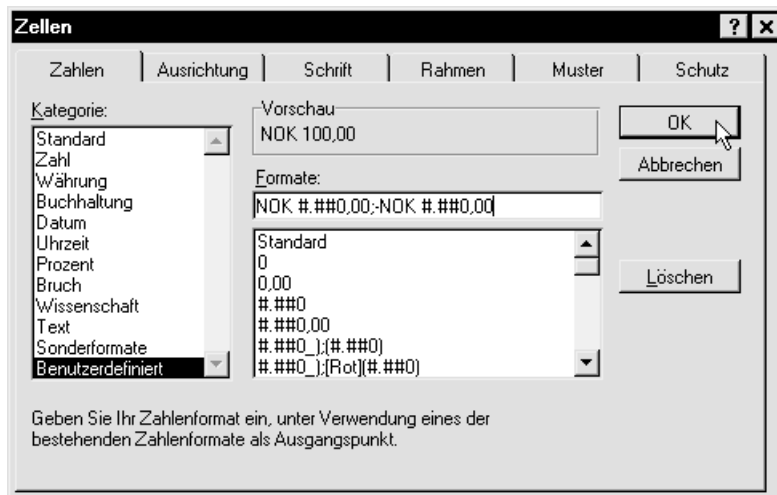 Zellen
Zahlen
Ausrichtung
Schrift
Rahmen
Muster
Schutz
Kategorie:
Standard
Zahl
Währung
Buchhaltung
Datum
Uhrzeit
Prozent
Bruch
Wissenschaft
Text
Sonderformate
Benutzerdefiniert
Vorschau
NOK 100,00
Formate:
NOK #.##0,00;-NOK #.##0,00
Standard
0
0,00
#.##0
#.##0,00
#.##0_);(#.##0)
#.##0_);[Rot](#.##0)
OK
Abbrechen
Löschen
Geben Sie Ihr Zahlenformat ein, unter Verwendung eines der
bestehenden Zahlenformate als Ausgangspunkt.